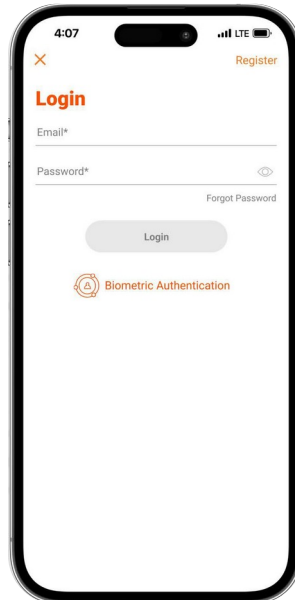 4:07 LTE
Register
Login
Email*
Password*
Forgot Password
Login
Biometric Authentication